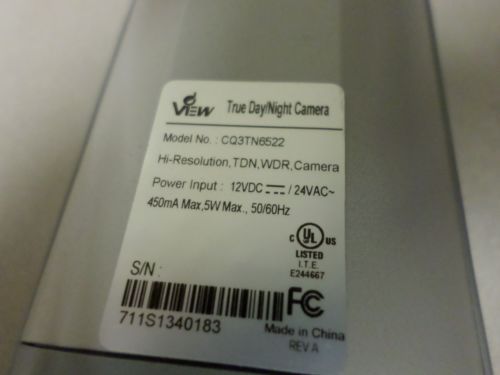 VIEW True Day/Night Camera
Model No. : CQ3TN6522
Hi-Resolution,TDN,WDR,Camera
Power Input : 12VDC ⎓ / 24VAC~
450mA Max,5W Max., 50/60Hz
C UL US
LISTED
I.T.E.
E244667
S/N :
FC
711S1340183
Made in China
REV A